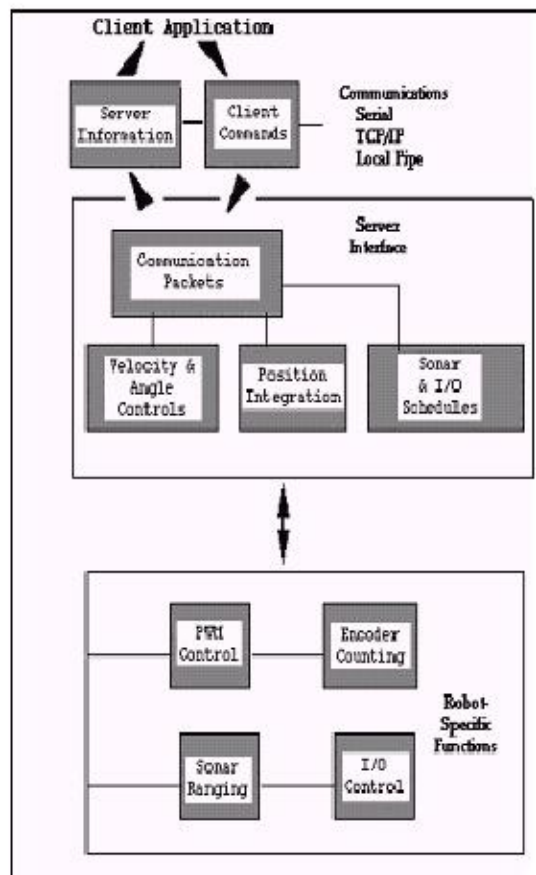 Client Application
Server
Information
Client
Commands
Communications
Serial
TCP/IP
Local Pipe
Server
Interface
Communication
Packets
Velocity &
Angle
Controls
Position
Integration
Sonar
& I/O
Schedules
PWM
Control
Encoder
Counting
Robot-
Specific
Functions
Sonar
Ranging
I/O
Control